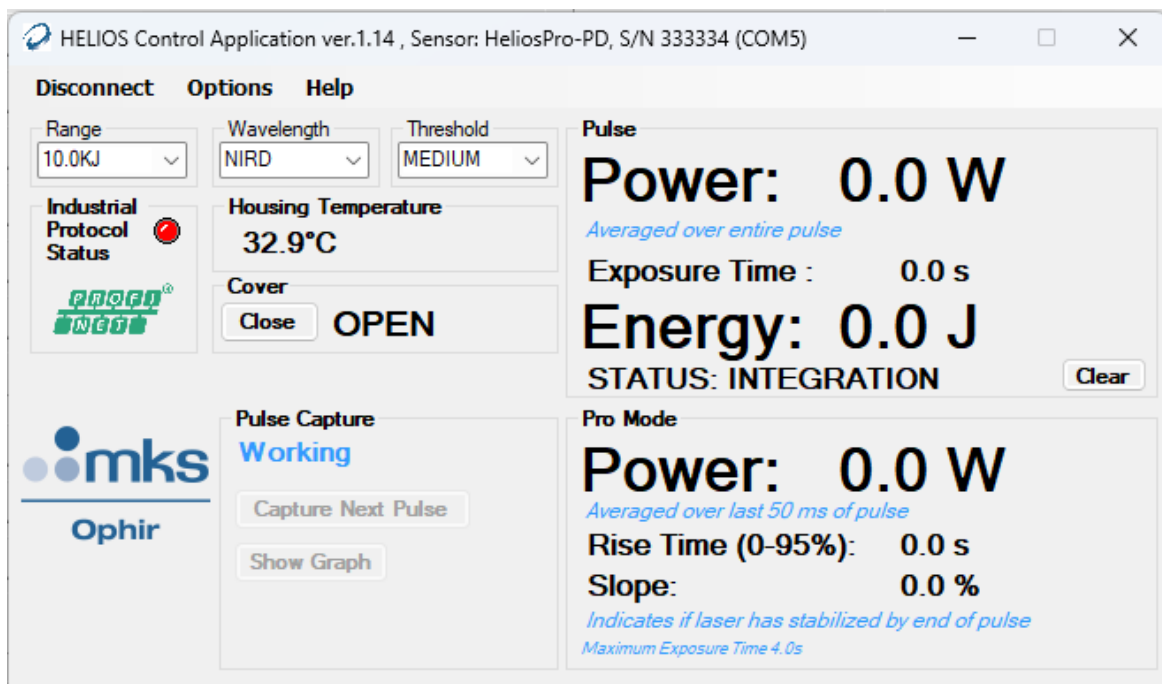 HELIOS Control Application ver.1.14 , Sensor: HeliosPro-PD, S/N 333334 (COM5)
Disconnect Options Help
Range
10.0KJ
Wavelength
NIRD
Threshold
MEDIUM
Industrial
Protocol
Status
PROFI
NET
®
Housing Temperature
32.9°C
Cover
Close OPEN
Pulse
Power: 0.0 W
Averaged over entire pulse
Exposure Time : 0.0 s
Energy: 0.0 J
STATUS: INTEGRATION
Clear
mks
Ophir
Pulse Capture
Working
Capture Next Pulse
Show Graph
Pro Mode
Power: 0.0 W
Averaged over last 50 ms of pulse
Rise Time (0-95%): 0.0 s
Slope: 0.0 %
Indicates if laser has stabilized by end of pulse
Maximum Exposure Time 4.0s